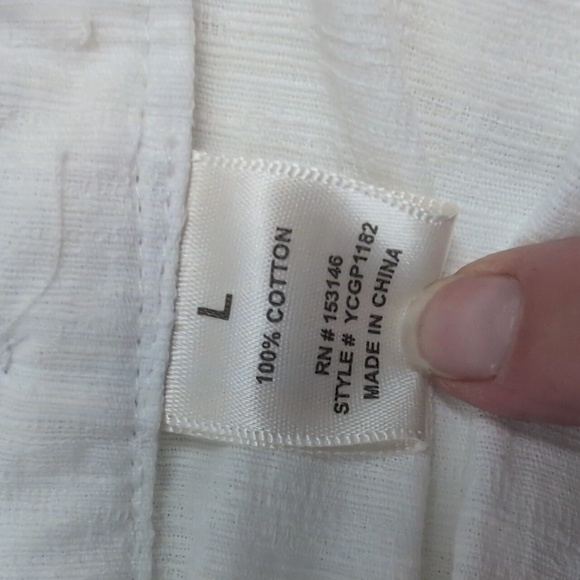 L
100% COTTON
RN # 153146
STYLE# YCGP1182
MADE IN CHINA